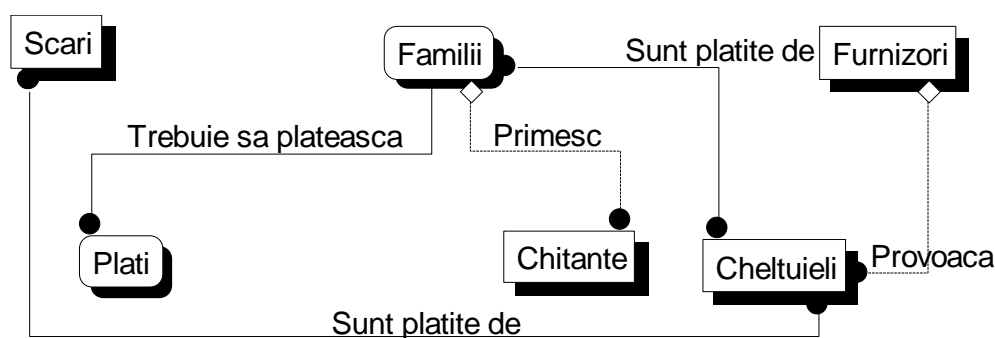 Scari
Familii
Sunt platite de
Furnizori
Trebuie sa plateasca
Primesc
Plati
Chitante
Cheltuieli
Provoaca
Sunt platite de